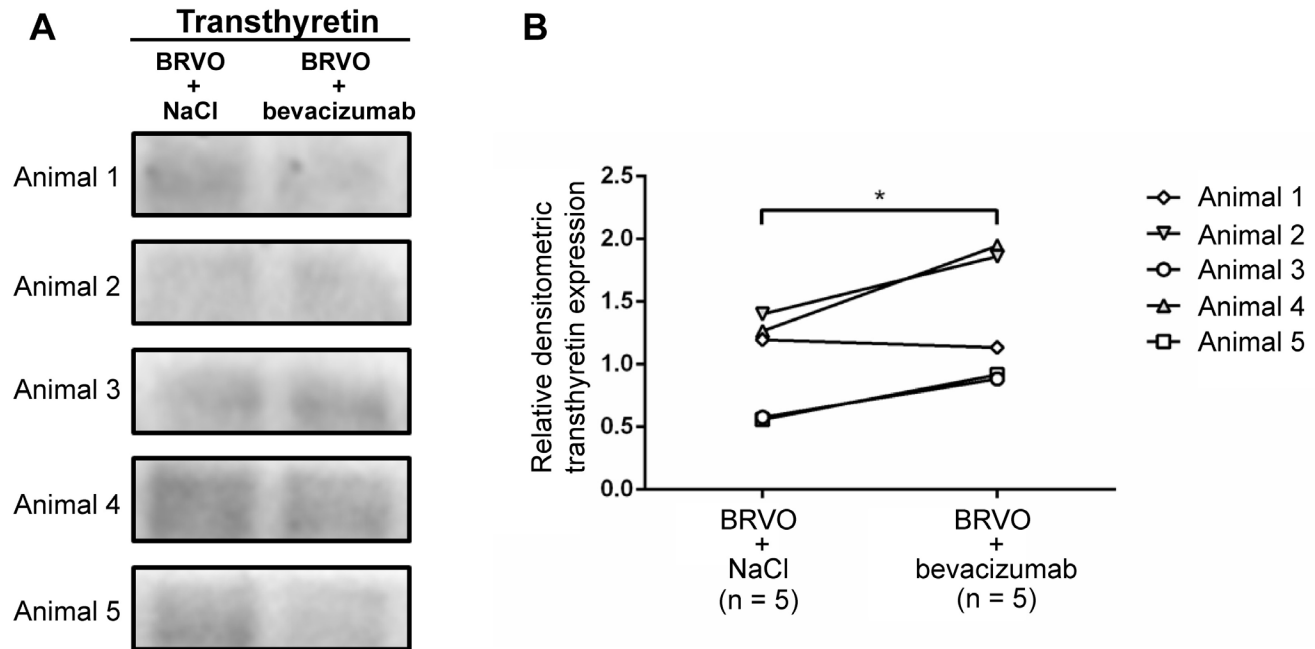 A
Transthyretin
BRVO
+
NaCl
BRVO
+
bevacizumab
Animal 1
Animal 2
Animal 3
Animal 4
Animal 5
B
Relative densitometric
transthyretin expression
2.5
2.0
1.5
1.0
0.5
0.0
*
BRVO
+
NaCl
(n = 5)
BRVO
+
bevacizumab
(n = 5)
Animal 1
Animal 2
Animal 3
Animal 4
Animal 5